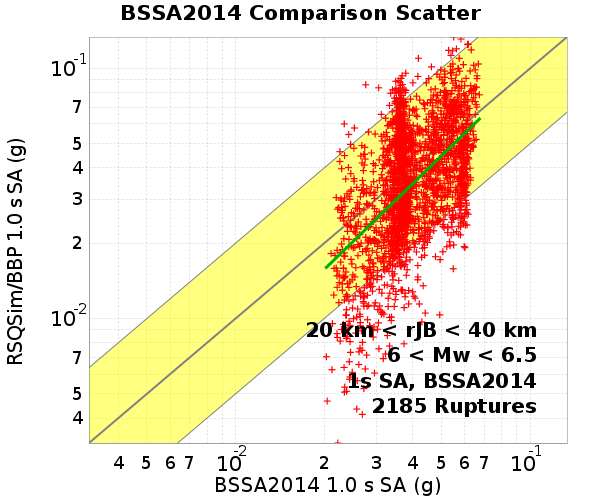 BSSA2014 Comparison Scatter
RSQSim/BBP 1.0 s SA (g)
10⁻¹
7
5
4
3
2
10⁻²
7
5
4
20 km < rJB < 40 km
6 < Mw < 6.5
1s SA, BSSA2014
2185 Ruptures
4 5 6 7 10⁻² 2 3 4 5 6 7 10⁻¹
BSSA2014 1.0 s SA (g)